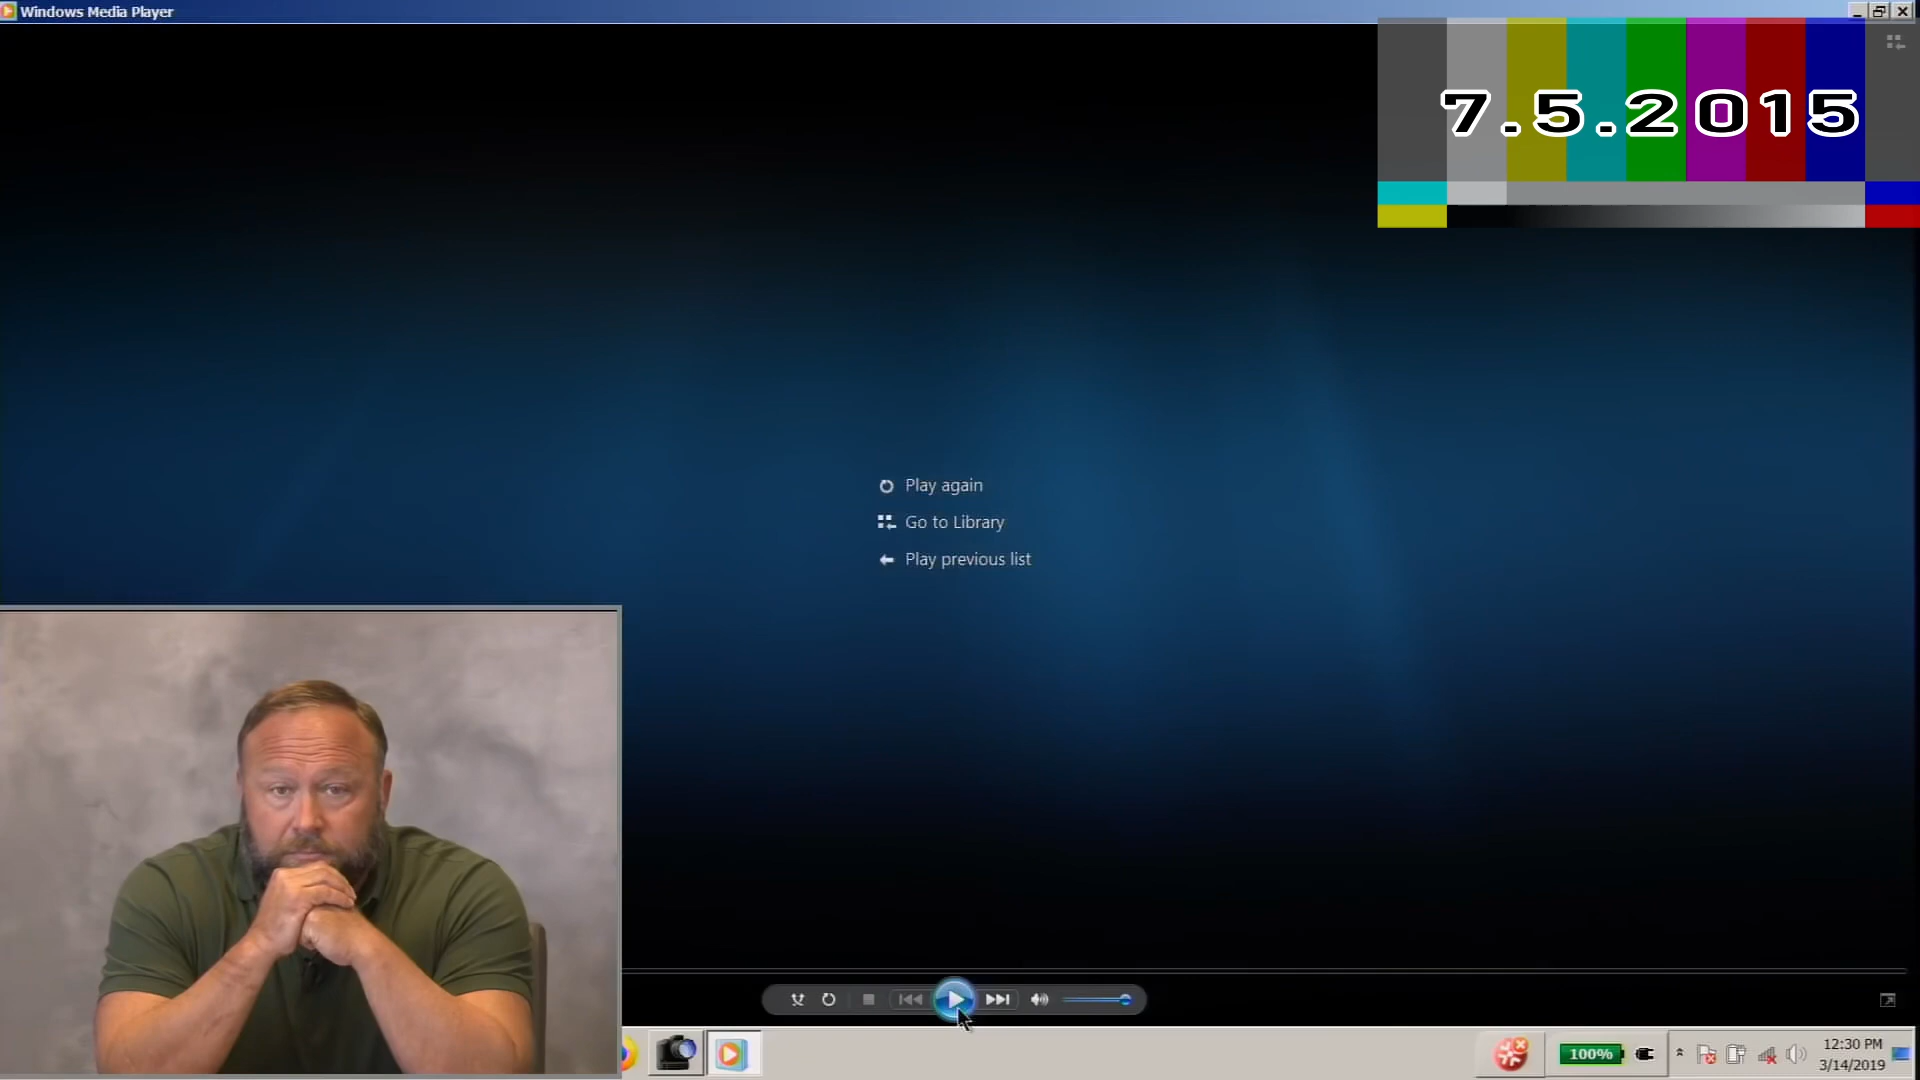 Windows Media Player
7.5.2015
Play again
Go to Library
Play previous list
100%
12:30 PM
3/14/2019